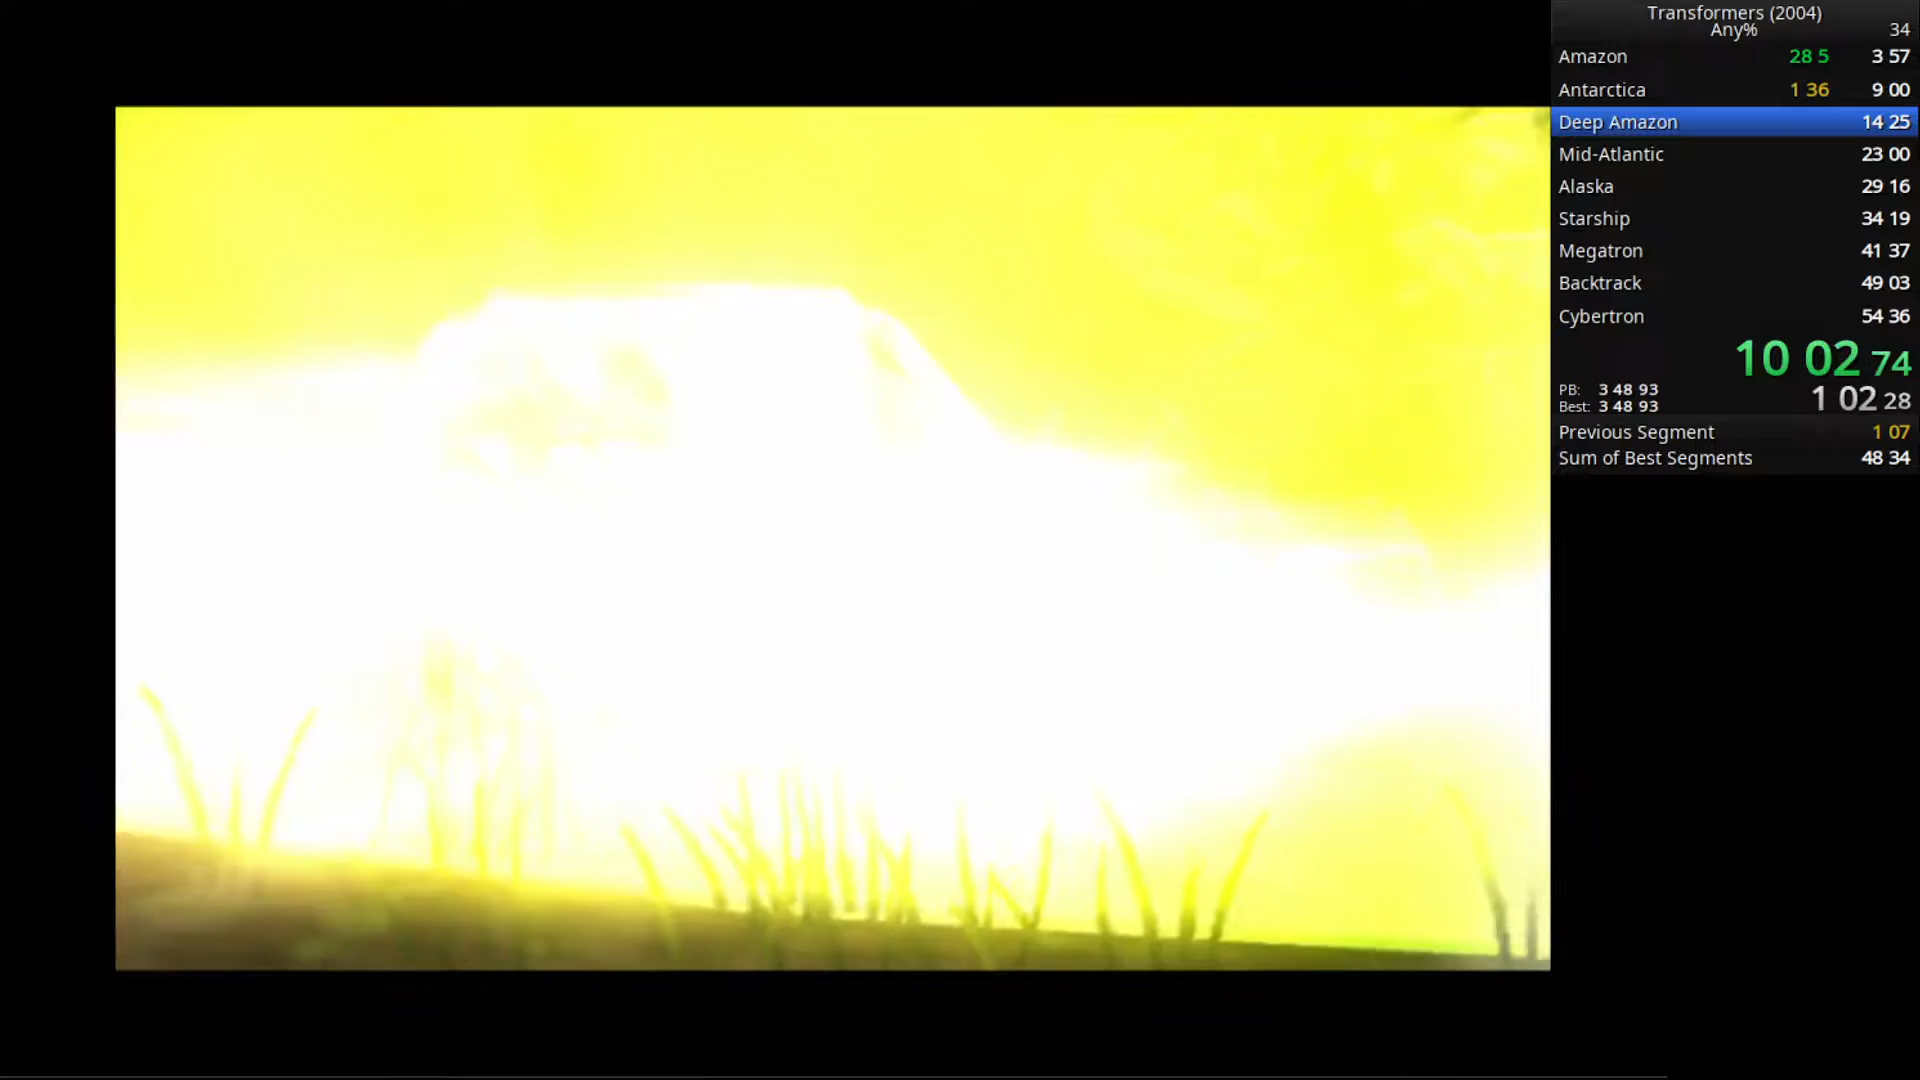 Transformers (2004)
Any% 34
Amazon 28 5 3 57
Antarctica 1 36 9 00
Deep Amazon 14 25
Mid-Atlantic 23 00
Alaska 29 16
Starship 34 19
Megatron 41 37
Backtrack 49 03
Cybertron 54 36
10 02 74
PB: 3 48 93
Best: 3 48 93
1 02 28
Previous Segment 1 07
Sum of Best Segments 48 34